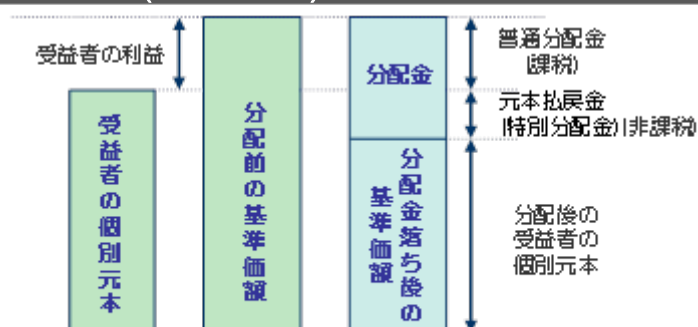 受益者の利益
受益者の個別元本
分配前の基準価額
分配金
分配金落ち後の
基準価額
普通分配金
(課税)
元本払戻金
(特別分配金)(非課税)
分配後の
受益者の
個別元本